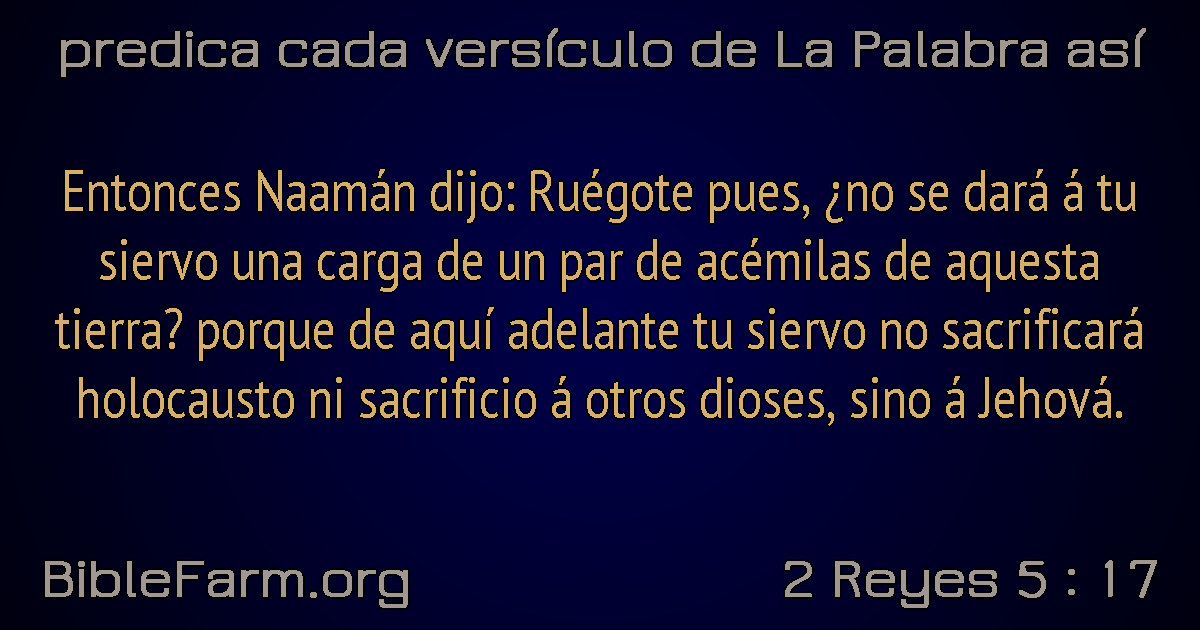 predica cada versículo de La Palabra así
Entonces Naamán dijo: Ruégote pues, ¿no se dará á tu
siervo una carga de un par de acémilas de aquesta
tierra? porque de aquí adelante tu siervo no sacrificará
holocausto ni sacrificio á otros dioses, sino á Jehová.
BibleFarm.org
2 Reyes 5 : 17